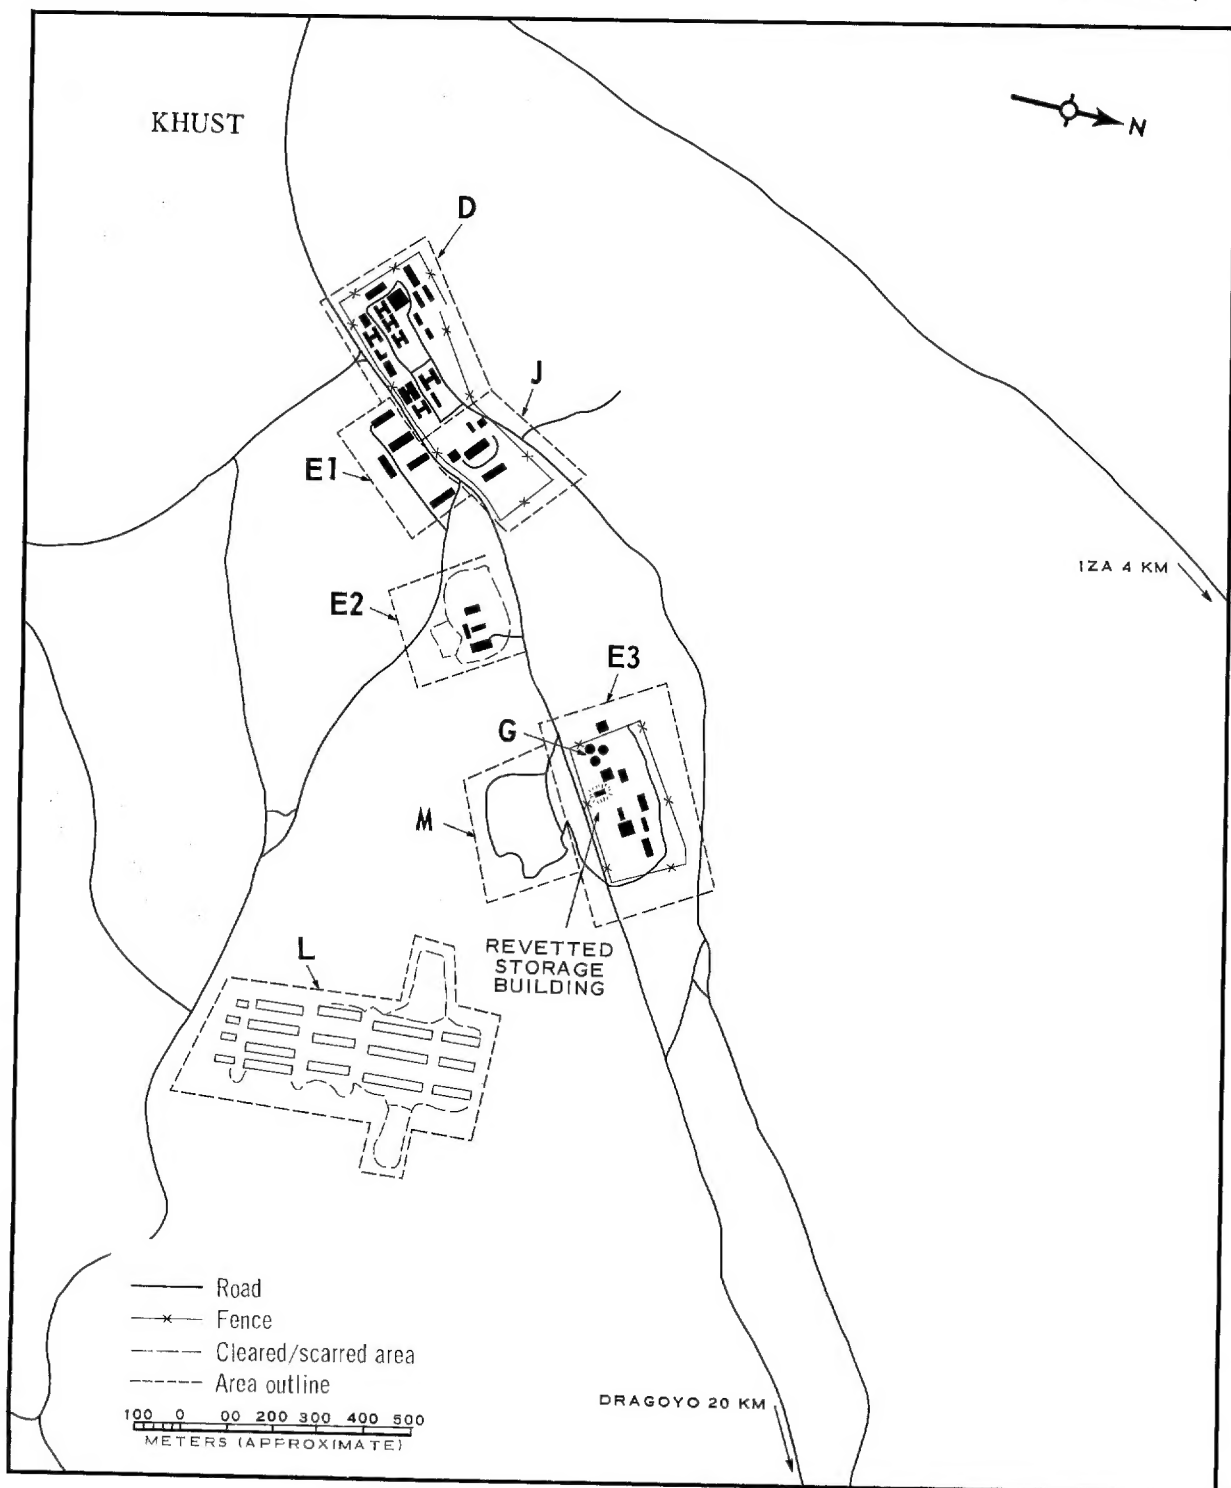 KHUST
N
D
J
E1
IZA 4 KM
E2
E3
G
M
REVETTED
STORAGE
BUILDING
L
Road
Fence
Cleared/scarred area
Area outline
DRAGOYO 20 KM
100 0 00 200 300 400 500
METERS (APPROXIMATE)